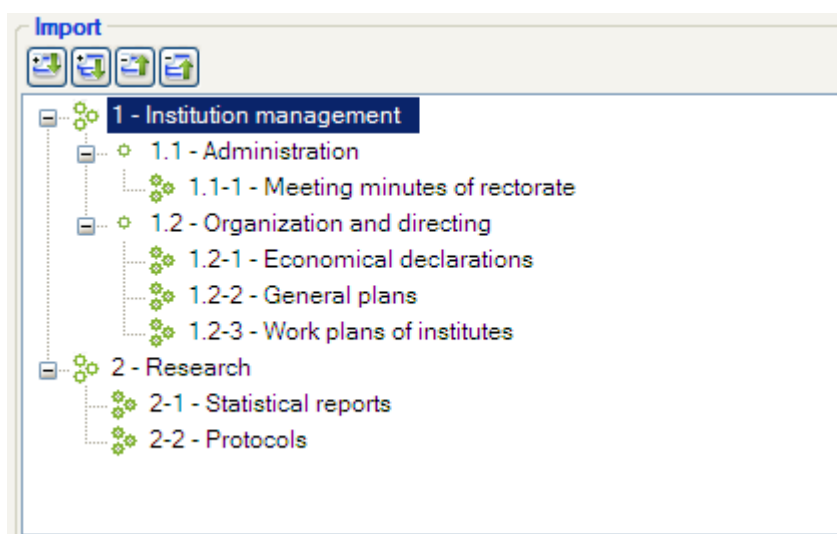 Import
1 - Institution management
1.1 - Administration
1.1-1 - Meeting minutes of rectorate
1.2 - Organization and directing
1.2-1 - Economical declarations
1.2-2 - General plans
1.2-3 - Work plans of institutes
2 - Research
2-1 - Statistical reports
2-2 - Protocols